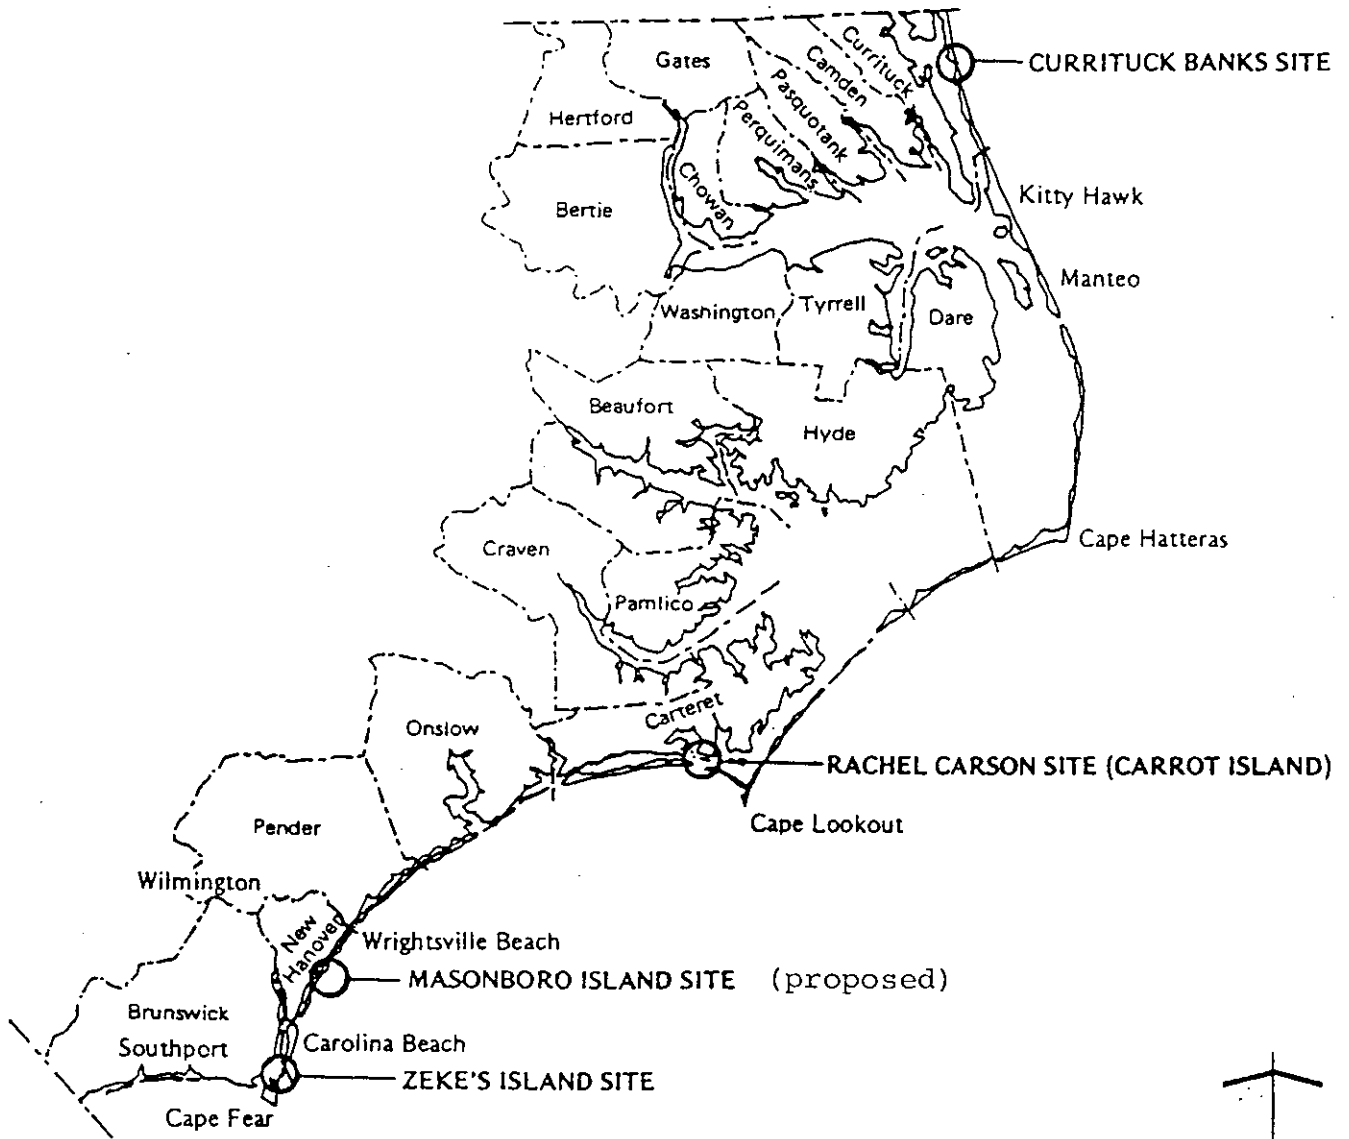 Gates
Currituck
Camden
Pasquotank
Perquimans
CURRITUCK BANKS SITE
Hertford
Chowan
Bertie
Kitty Hawk
Manteo
Washington
Tyrrell
Dare
Beaufort
Hyde
Cape Hatteras
Craven
Pamlico
Carteret
Onslow
RACHEL CARSON SITE (CARROT ISLAND)
Cape Lookout
Pender
Wilmington
New
Hanover
Wrightsville Beach
MASONBORO ISLAND SITE (proposed)
Brunswick
Southport
Carolina Beach
ZEKE'S ISLAND SITE
Cape Fear